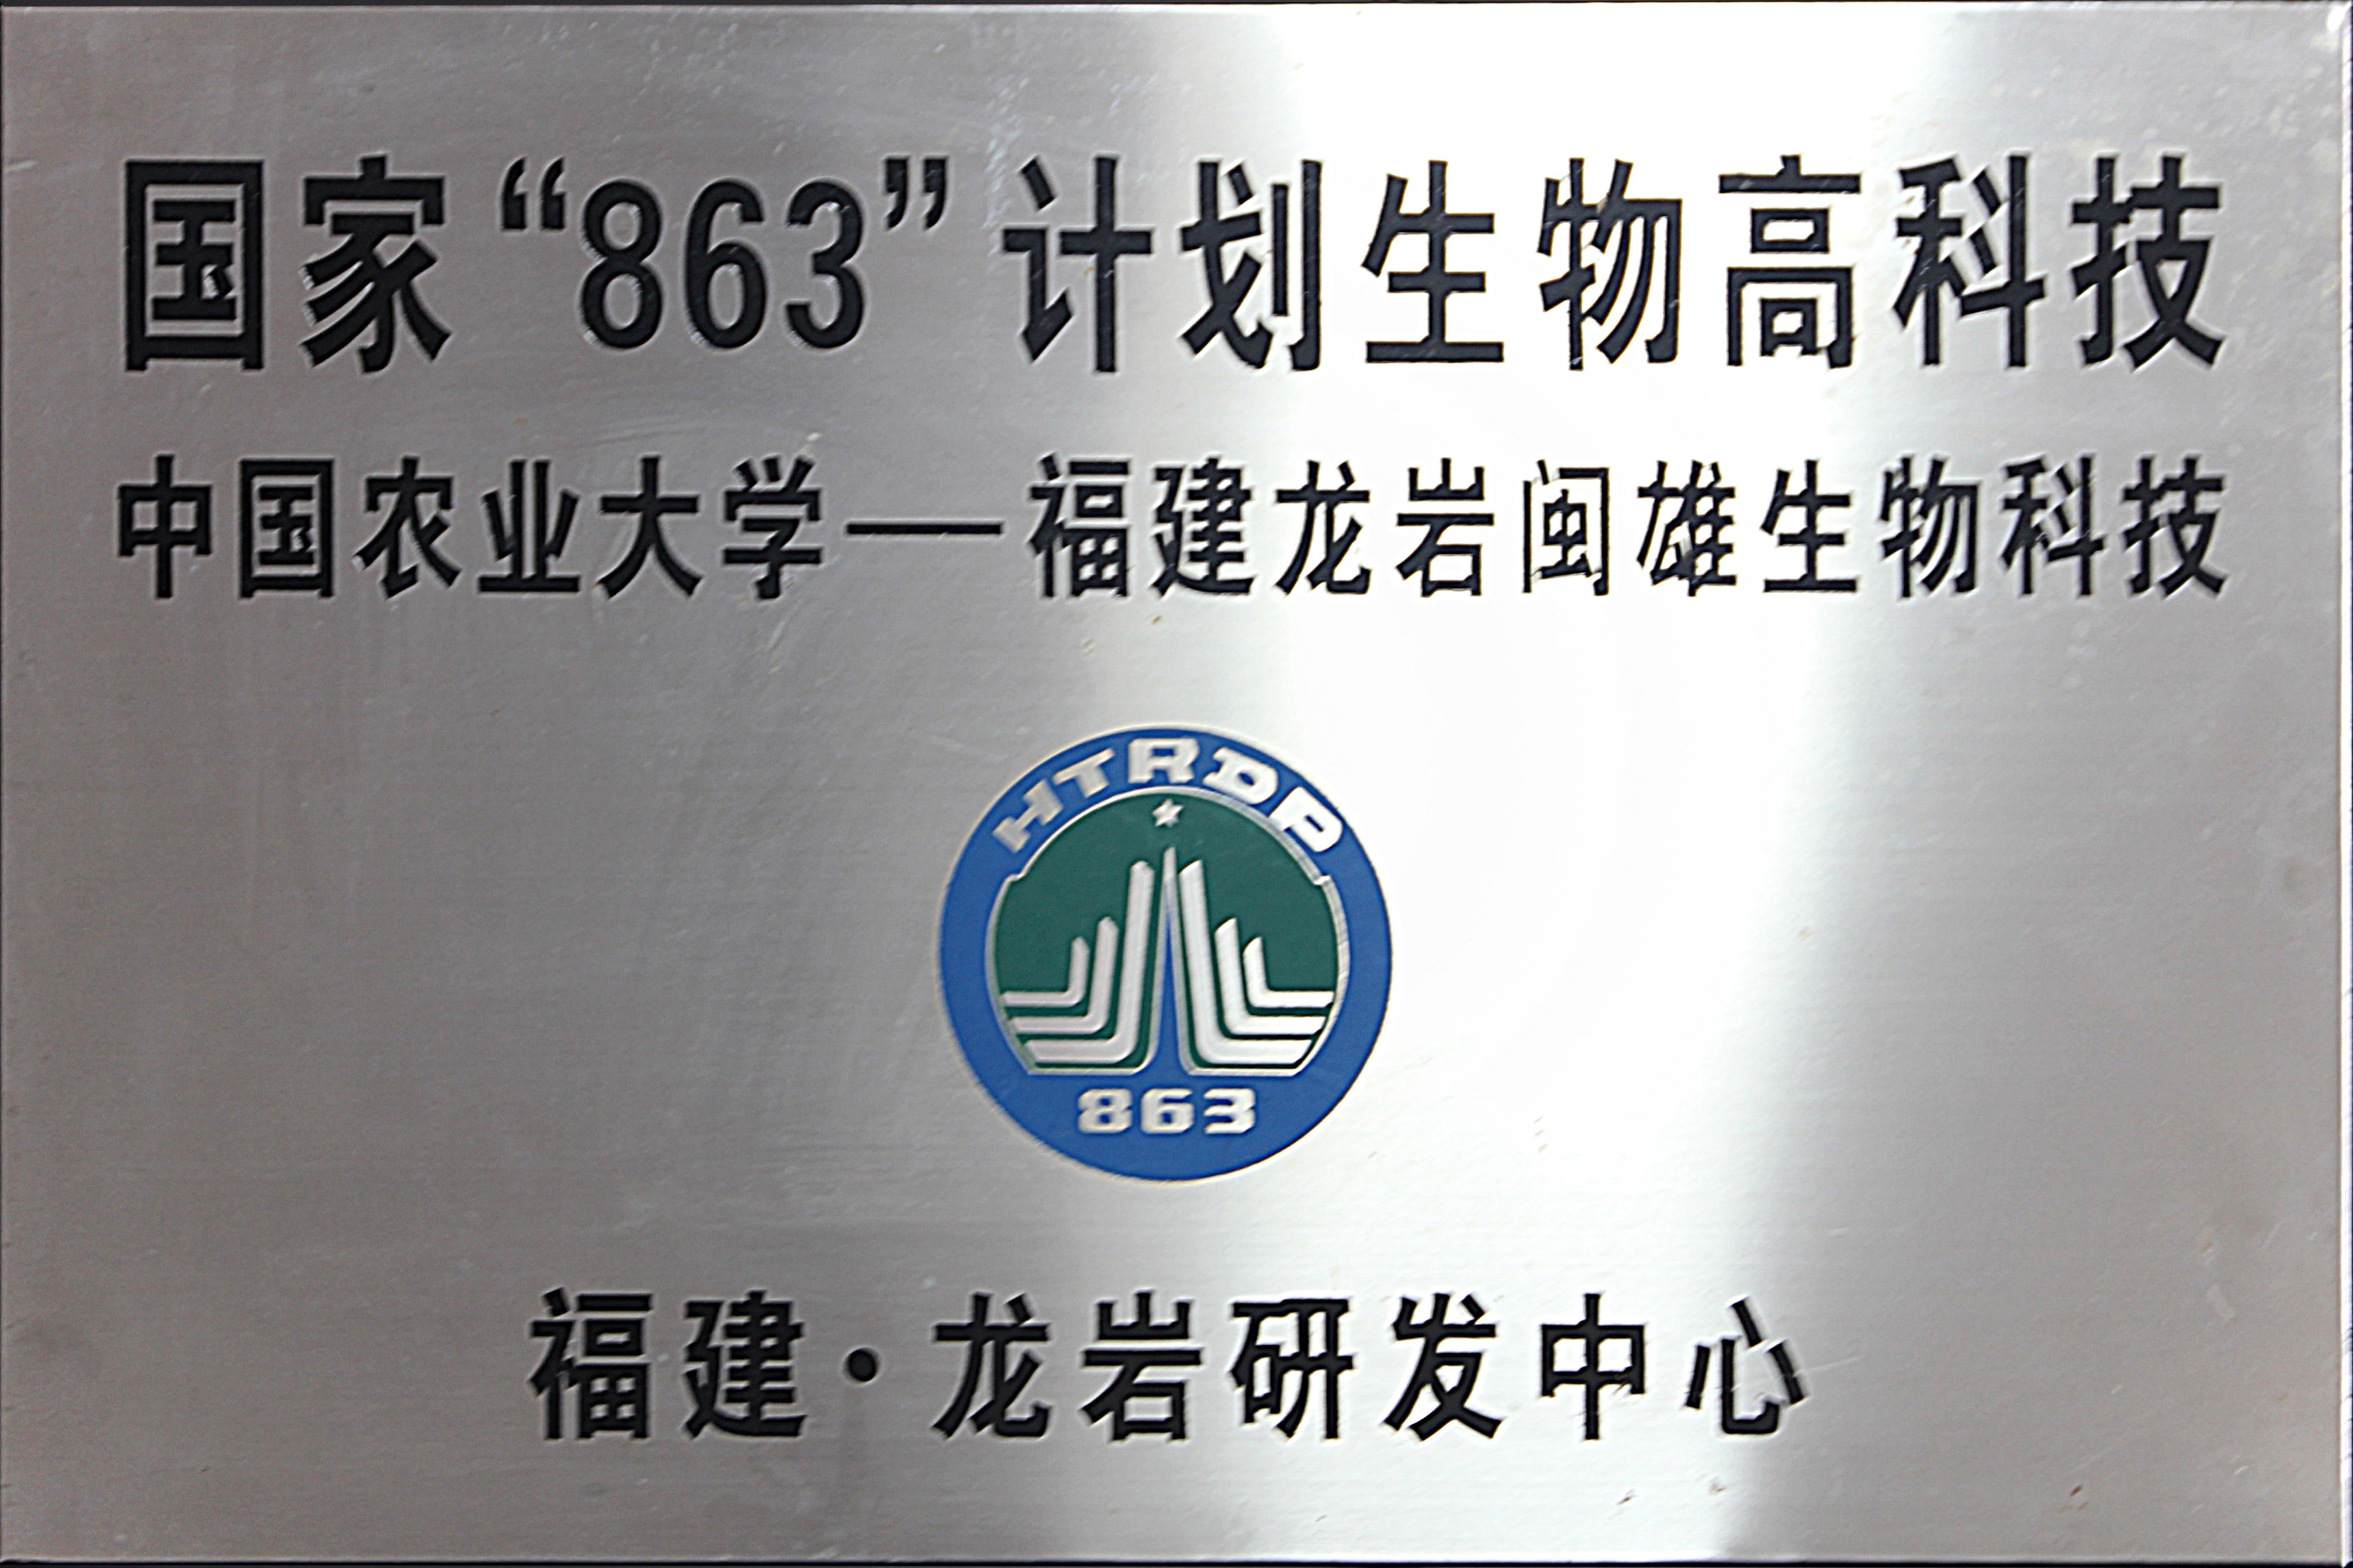 国家“863”计划生物高科技
中国农业大学—福建龙岩闽雄生物科技
HTRDP
863
福建·龙岩研发中心